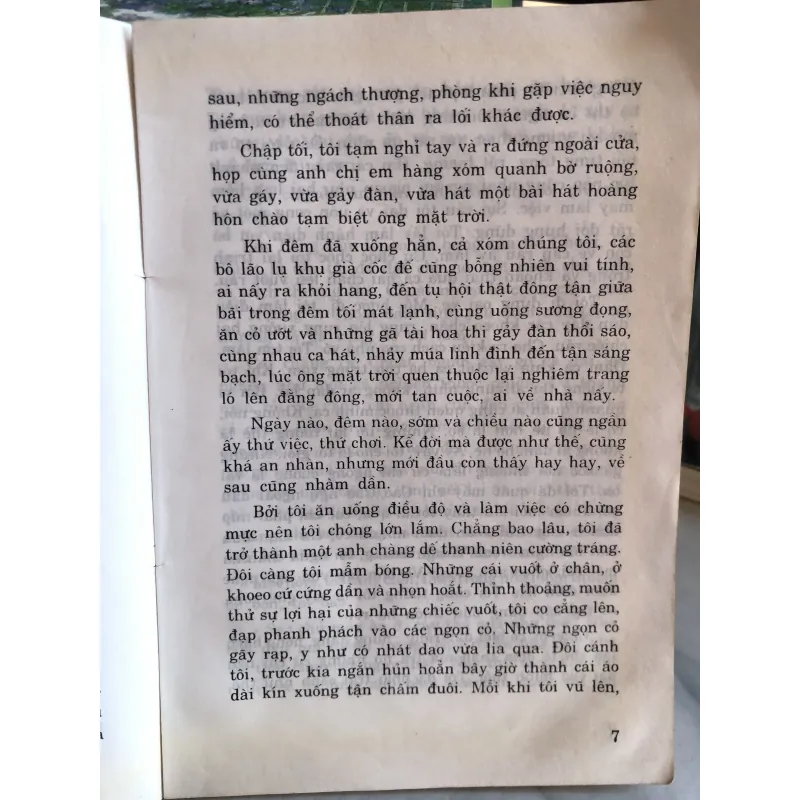 sau, những ngách thượng, phòng khi gặp việc nguy
hiểm, có thể thoát thân ra lối khác được.
Chập tối, tôi tạm nghỉ tay và ra đứng ngoài cửa,
họp cùng anh chị em hàng xóm quanh bờ ruộng,
vừa gáy, vừa gảy đàn, vừa hát một bài hát hoàng
hôn chào tạm biệt ông mặt trời.
Khi đêm đã xuống hẳn, cả xóm chúng tôi, các
bô lão lụ khụ già cốc đế cũng bỗng nhiên vui tính,
ai nấy ra khỏi hang, đến tụ hội thật đông tận giữa
bãi trong đêm tối mát lạnh, cùng uống sương đọng,
ăn cỏ ướt và những gã tài hoa thì gảy đàn thổi sáo,
cùng nhau ca hát, nhảy múa linh đình đến tận sáng
bạch, lúc ông mặt trời quen thuộc lại nghiêm trang
ló lên đằng đông, mới tan cuộc, ai về nhà nấy.
Ngày nào, đêm nào, sớm và chiều nào cũng ngần
ấy thứ việc, thứ chơi. Kể đời mà được như thế, cũng
khá an nhàn, nhưng mới đầu còn thấy hay hay, về
sau cũng nhàm dần.
Bởi tôi ăn uống điều độ và làm việc có chừng
mực nên tôi chóng lớn lắm. Chẳng bao lâu, tôi đã
trở thành một anh chàng dế thanh niên cường tráng.
Đôi càng tôi mẫm bóng. Những cái vuốt ở chân, ở
khoeo cứ cứng dần và nhọn hoắt. Thỉnh thoảng, muốn
thử sự lợi hại của những chiếc vuốt, tôi co cẳng lên,
đạp phanh phách vào các ngọn cỏ. Những ngọn cỏ
gãy rạp, y như có nhát dao vừa lia qua. Đôi cánh
tôi, trước kia ngắn hủn hoẳn bây giờ thành cái áo
dài kín xuống tận chấm đuôi. Mỗi khi tôi vũ lên,
7